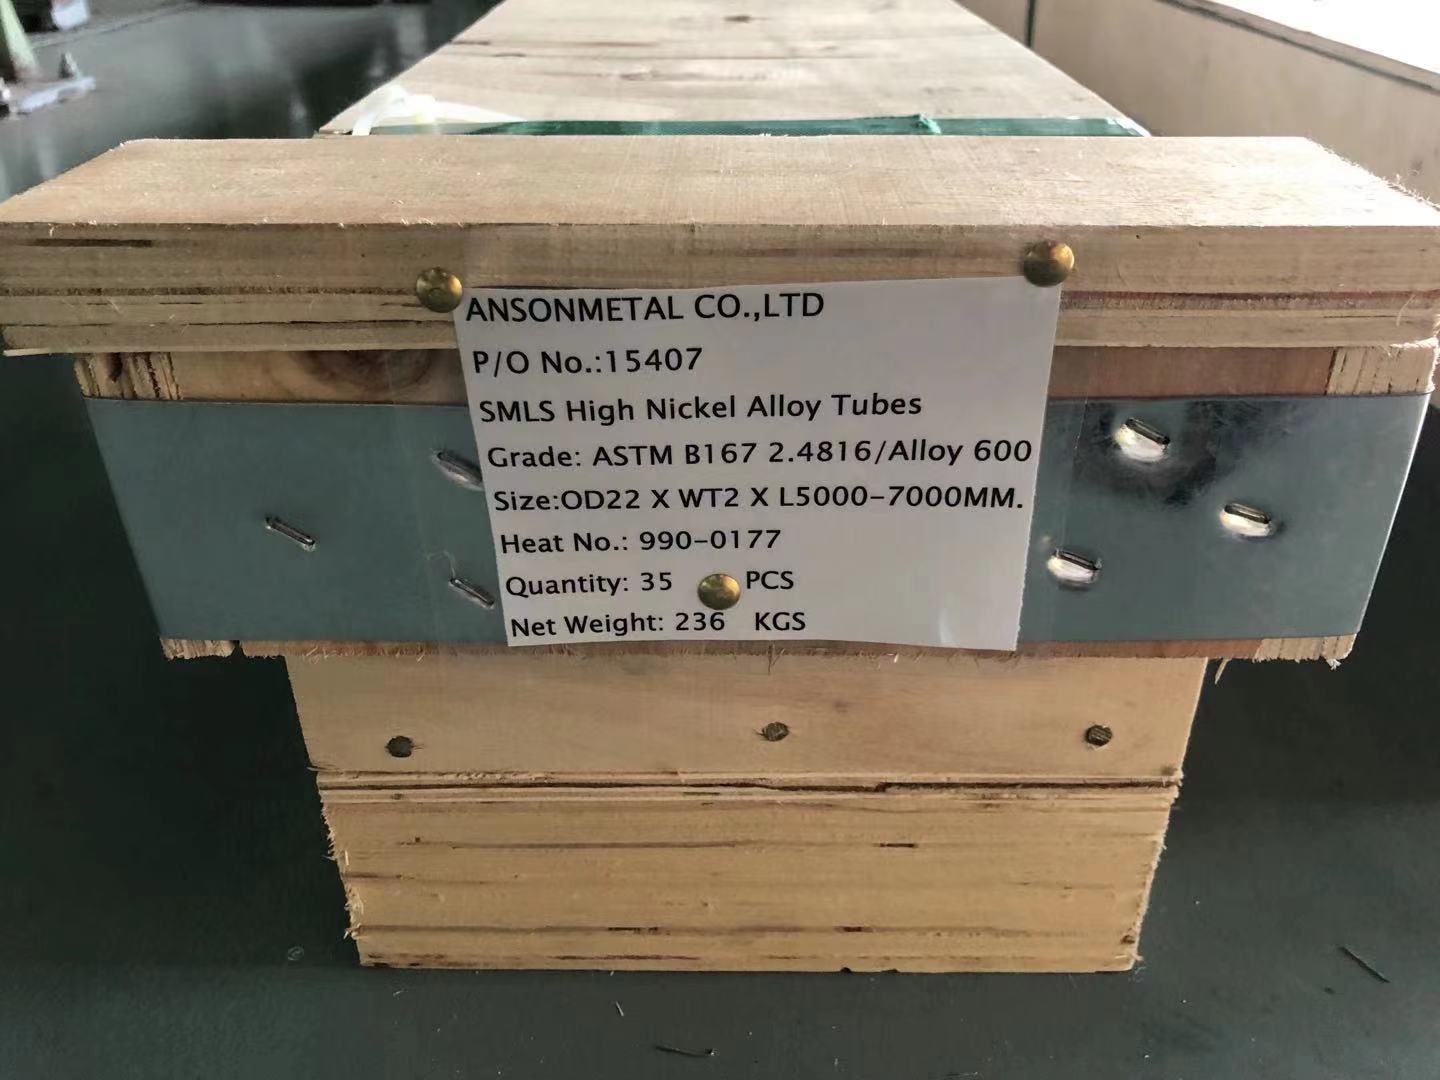 ANSONMETAL CO.,LTD
P/O No.:15407
SMLS High Nickel Alloy Tubes
Grade: ASTM B167 2.4816/Alloy 600
Size:OD22 X WT2 X L5000-7000MM.
Heat No.: 990-0177
Quantity: 35 PCS
Net Weight: 236 KGS